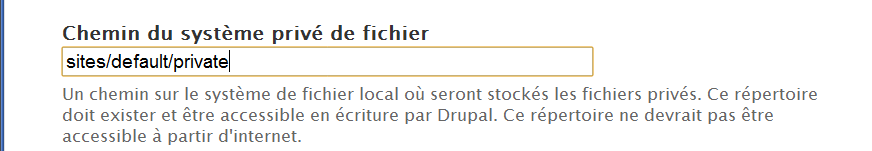 Chemin du système privé de fichier
sites/default/private
Un chemin sur le système de fichier local où seront stockés les fichiers privés. Ce répertoire
doit exister et être accessible en écriture par Drupal. Ce répertoire ne devrait pas être
accessible à partir d'internet.